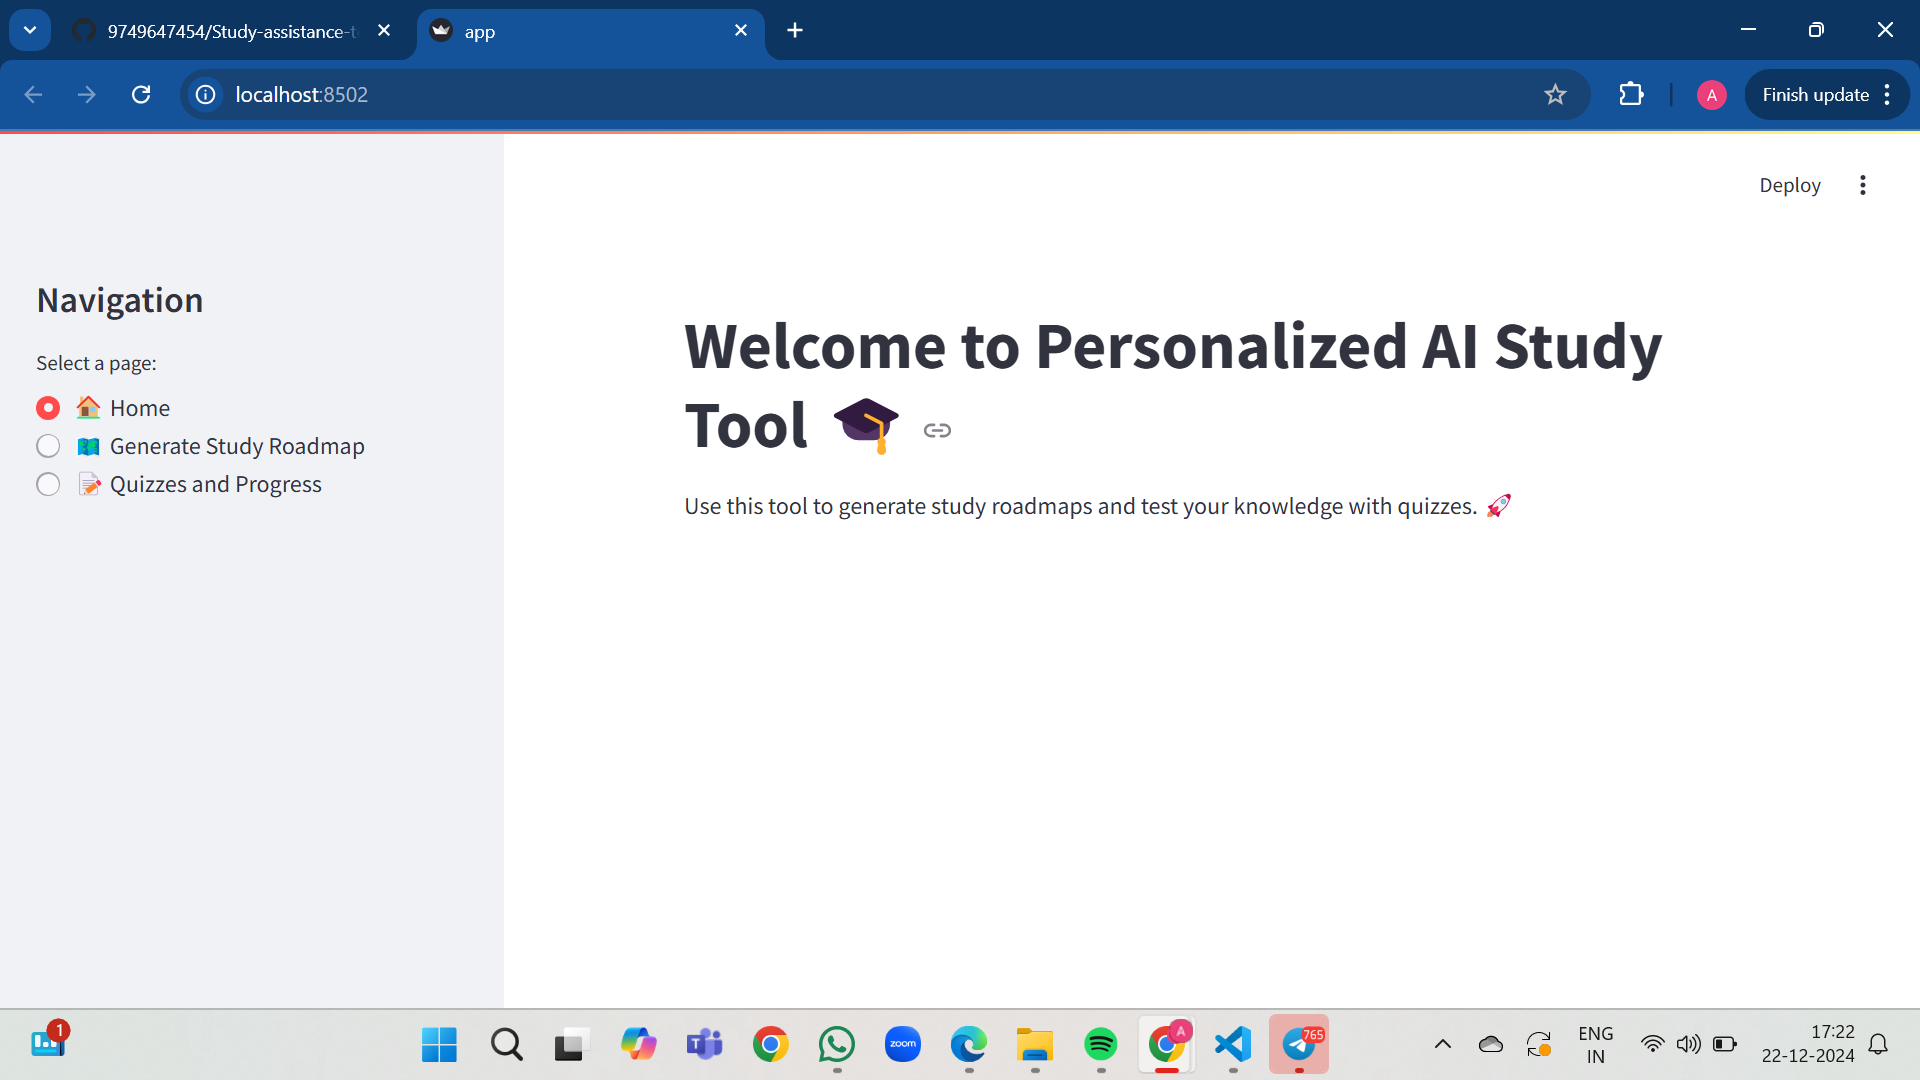 9749647454/Study-assistance-t
app
localhost:8502
A
Finish update
Deploy
Navigation
Select a page:
Home
Generate Study Roadmap
Quizzes and Progress
Welcome to Personalized AI Study
Tool
Use this tool to generate study roadmaps and test your knowledge with quizzes.
1
T
zoom
A
765
ENG
IN
17:22
22-12-2024